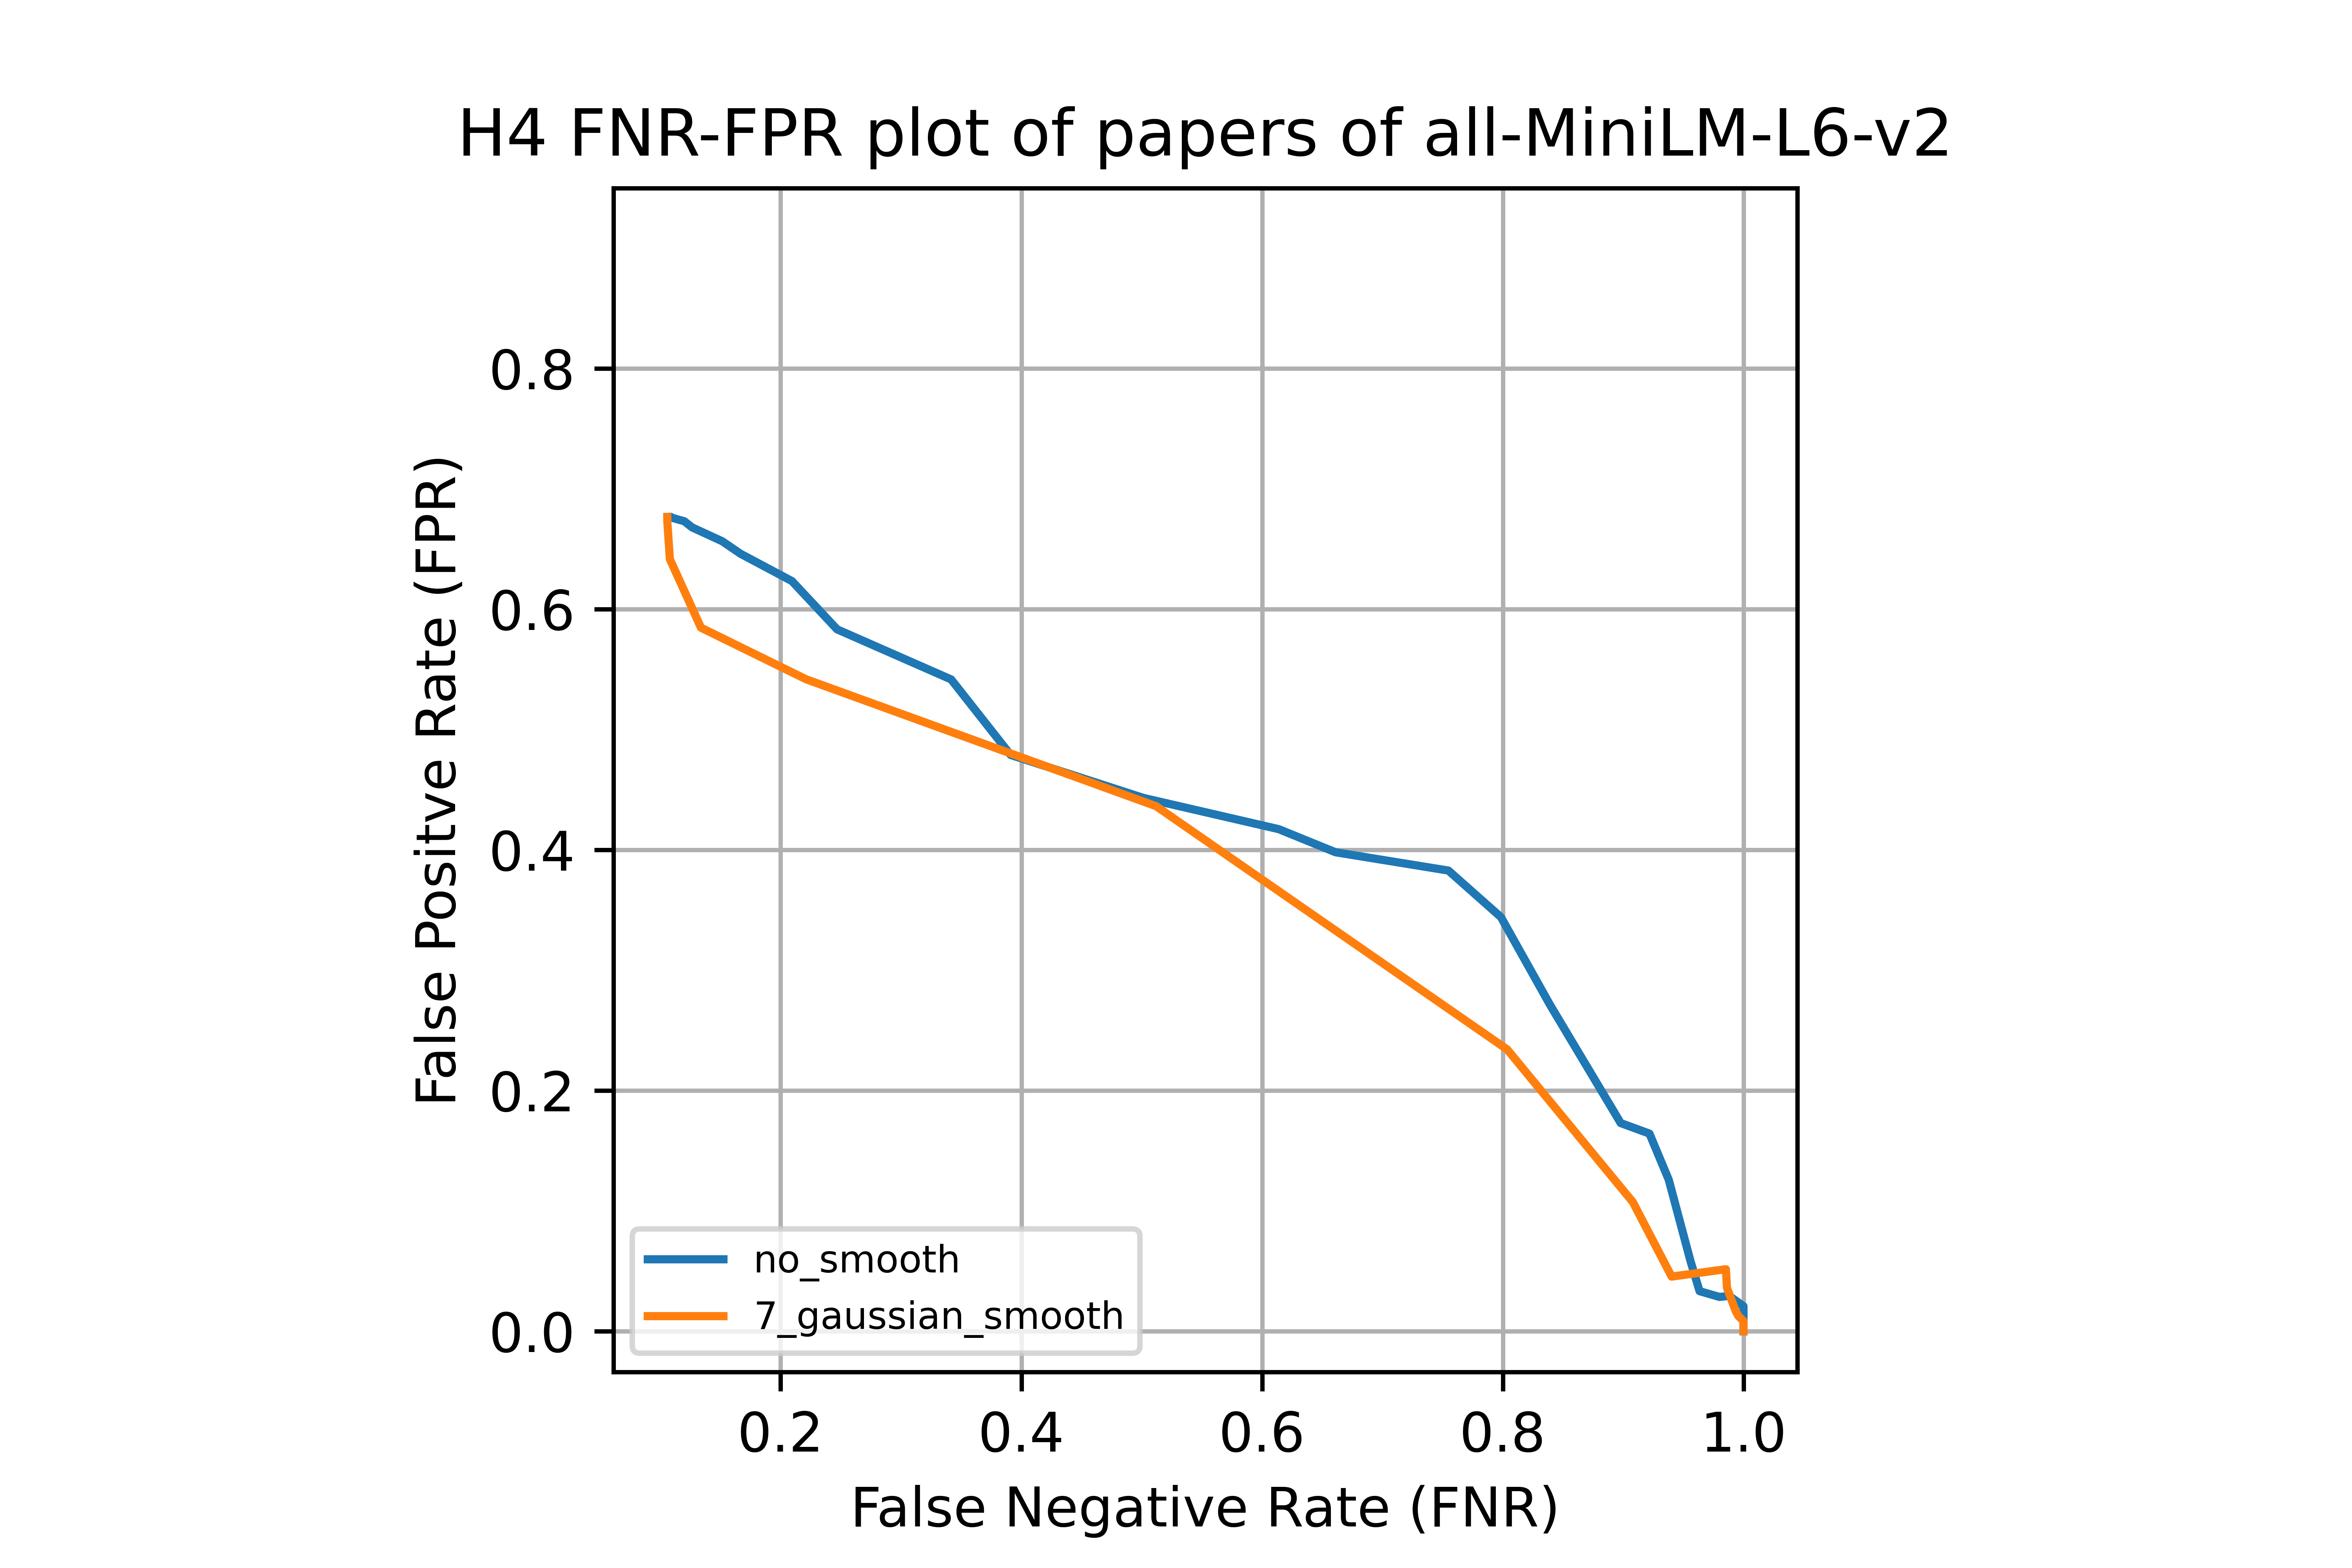 H4 FNR-FPR plot of papers of all-MiniLM-L6-v2
False Positve Rate (FPR)
0.8
0.6
0.4
0.2
0.0
no_smooth
7_gaussian_smooth
0.2 0.4 0.6 0.8 1.0
False Negative Rate (FNR)